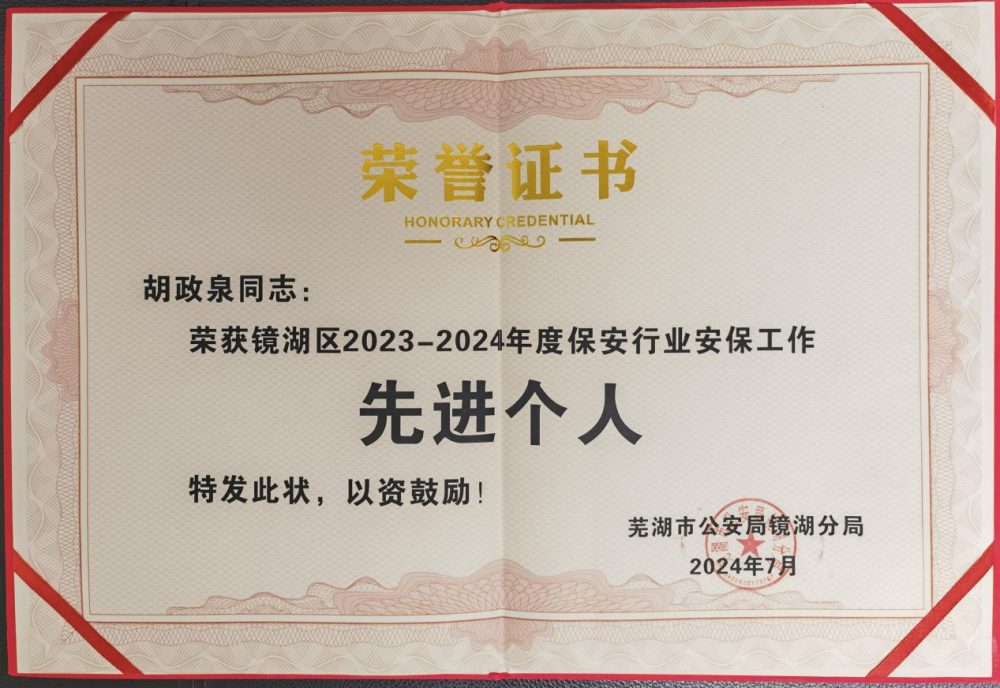 荣誉证书
HONORARY CREDENTIAL
胡政泉同志：
荣获镜湖区2023-2024年度保安行业安保工作
先进个人
特发此状，以资鼓励！
芜湖市公安局镜湖分局
2024年7月